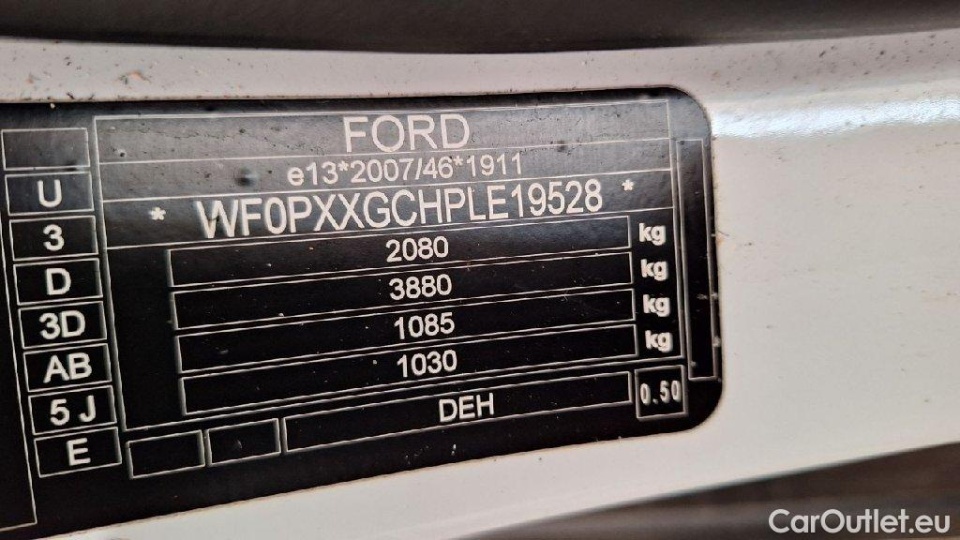 FORD
e13*2007/46*1911
* WF0PXXGCHPLE19528 *
2080 kg
3880 kg
1085 kg
1030 kg
DEH
0.50
U
3
D
3D
AB
5 J
E
CarOutlet.eu